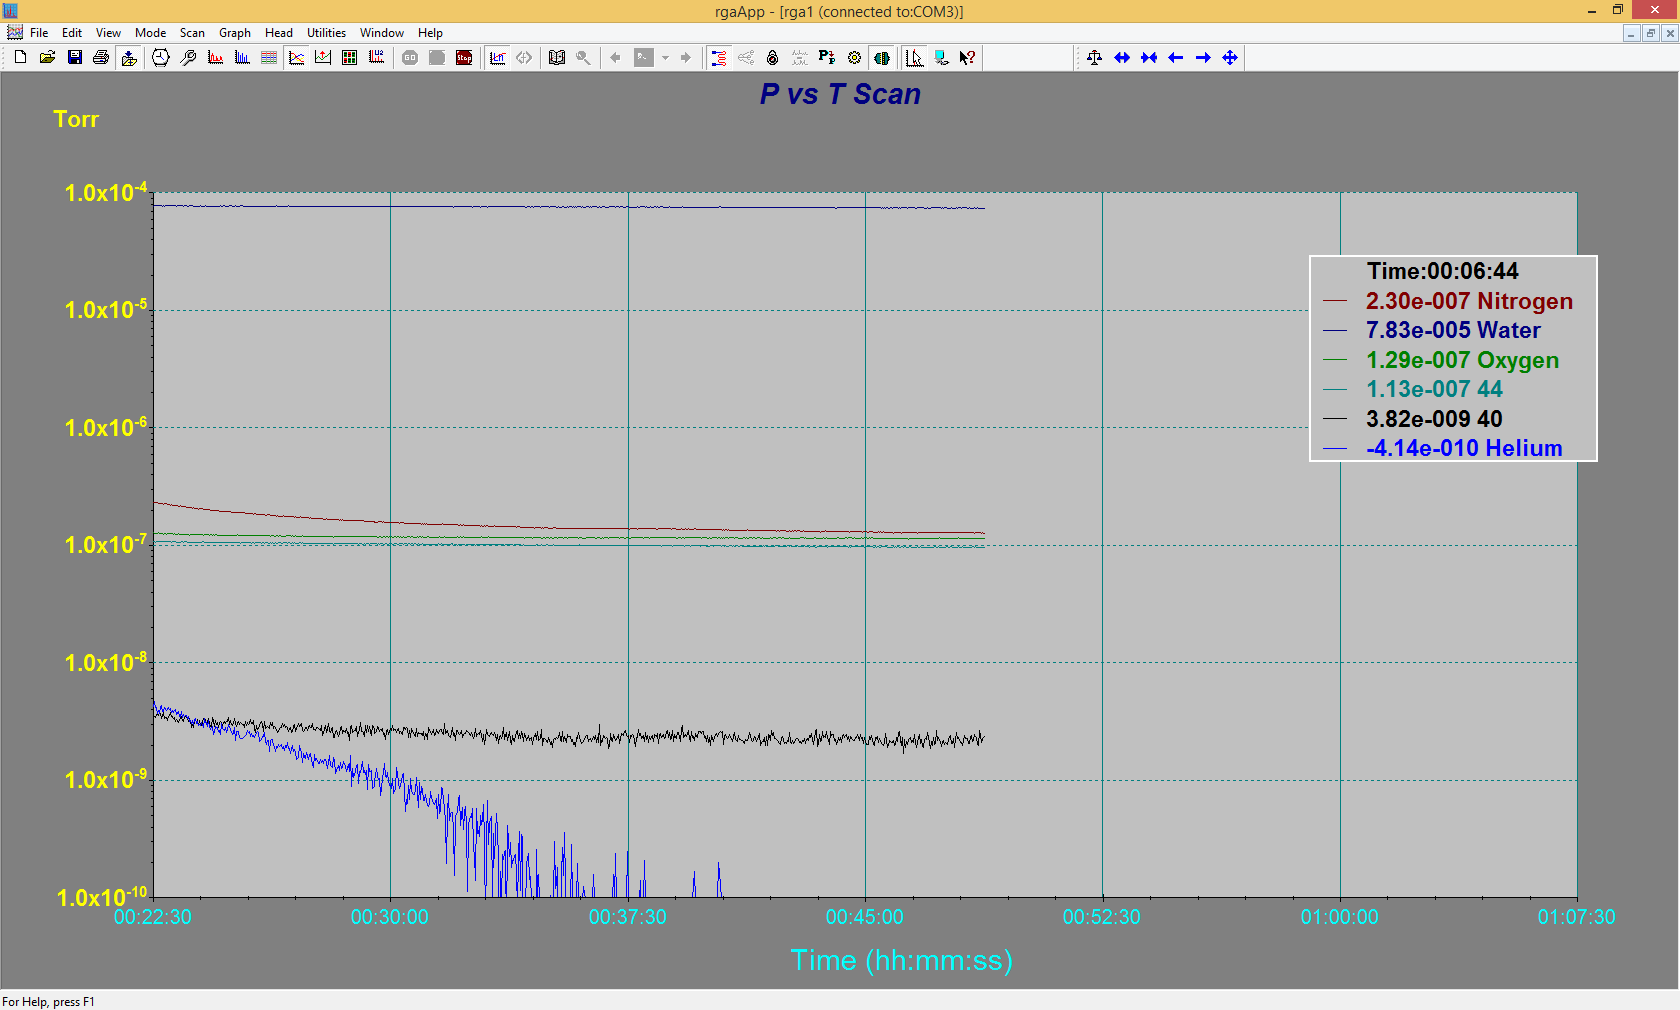 rgaApp - [rga1 (connected to:COM3)]
File Edit View Mode Scan Graph Head Utilities Window Help
GO Stop
P vs T Scan
Torr
1.0x10-4
1.0x10-5
1.0x10-6
1.0x10-7
1.0x10-8
1.0x10-9
1.0x10-10
Time:00:06:44
2.30e-007 Nitrogen
7.83e-005 Water
1.29e-007 Oxygen
1.13e-007 44
3.82e-009 40
-4.14e-010 Helium
00:22:30 00:30:00 00:37:30 00:45:00 00:52:30 01:00:00 01:07:30
Time (hh:mm:ss)
For Help, press F1